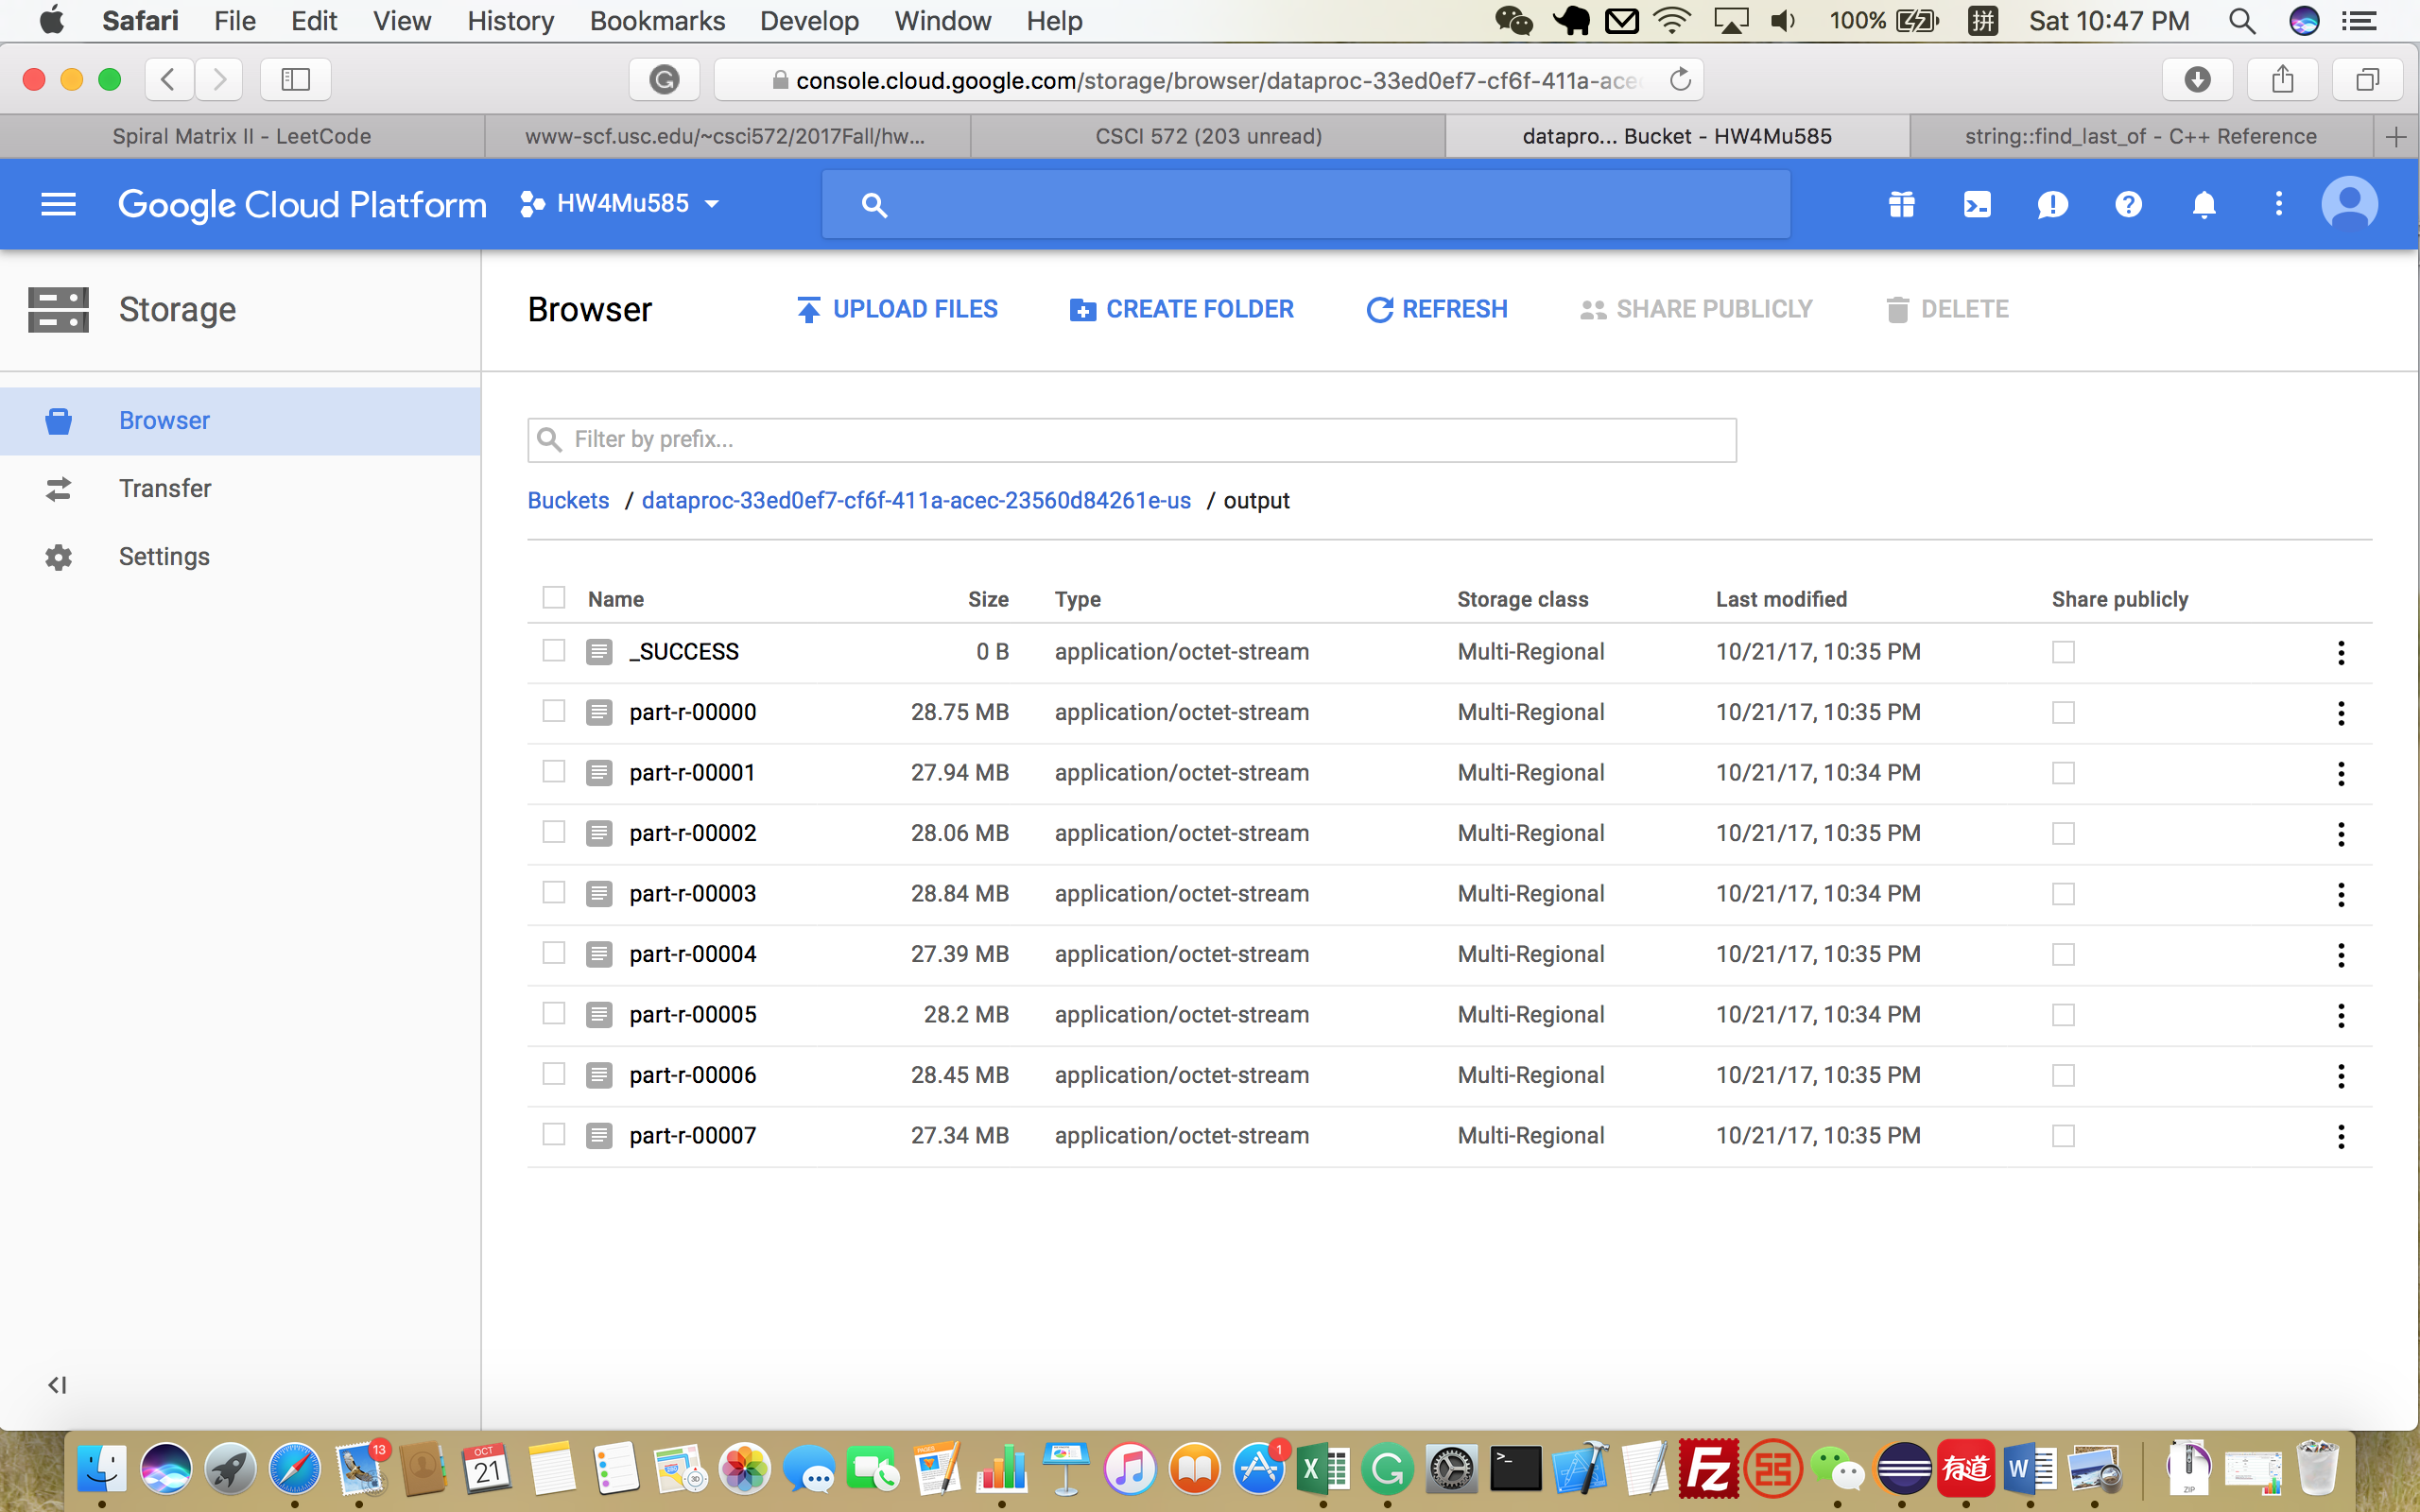 Safari File Edit View History Bookmarks Develop Window Help 100% 拼 Sat 10:47 PM
console.cloud.google.com/storage/browser/dataproc-33ed0ef7-cf6f-411a-acec
Spiral Matrix II - LeetCode
www-scf.usc.edu/~csci572/2017Fall/hw...
CSCI 572 (203 unread)
datapro... Bucket - HW4Mu585
string::find_last_of - C++ Reference
Google Cloud Platform HW4Mu585
Storage
Browser UPLOAD FILES CREATE FOLDER REFRESH SHARE PUBLICLY DELETE
Browser
Transfer
Settings
Filter by prefix...
Buckets / dataproc-33ed0ef7-cf6f-411a-acec-23560d84261e-us / output
Name Size Type Storage class Last modified Share publicly
_SUCCESS 0 B application/octet-stream Multi-Regional 10/21/17, 10:35 PM
part-r-00000 28.75 MB application/octet-stream Multi-Regional 10/21/17, 10:35 PM
part-r-00001 27.94 MB application/octet-stream Multi-Regional 10/21/17, 10:34 PM
part-r-00002 28.06 MB application/octet-stream Multi-Regional 10/21/17, 10:35 PM
part-r-00003 28.84 MB application/octet-stream Multi-Regional 10/21/17, 10:34 PM
part-r-00004 27.39 MB application/octet-stream Multi-Regional 10/21/17, 10:35 PM
part-r-00005 28.2 MB application/octet-stream Multi-Regional 10/21/17, 10:34 PM
part-r-00006 28.45 MB application/octet-stream Multi-Regional 10/21/17, 10:35 PM
part-r-00007 27.34 MB application/octet-stream Multi-Regional 10/21/17, 10:35 PM
13 OCT 21 PAGES 3D 1 X G >_ Fz 有道 W ZIP